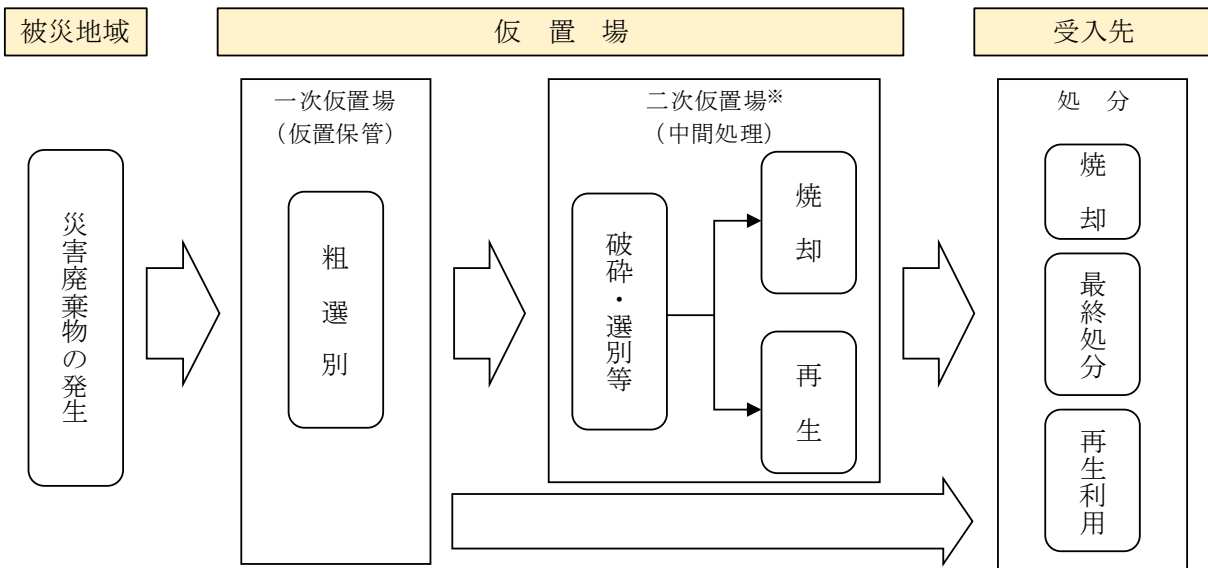 被災地域
仮置場
受入先
災害廃棄物の発生
一次仮置場
（仮置保管）
粗選別
二次仮置場※
（中間処理）
破砕・選別等
焼却
再生
処分
焼却
最終処分
再生利用